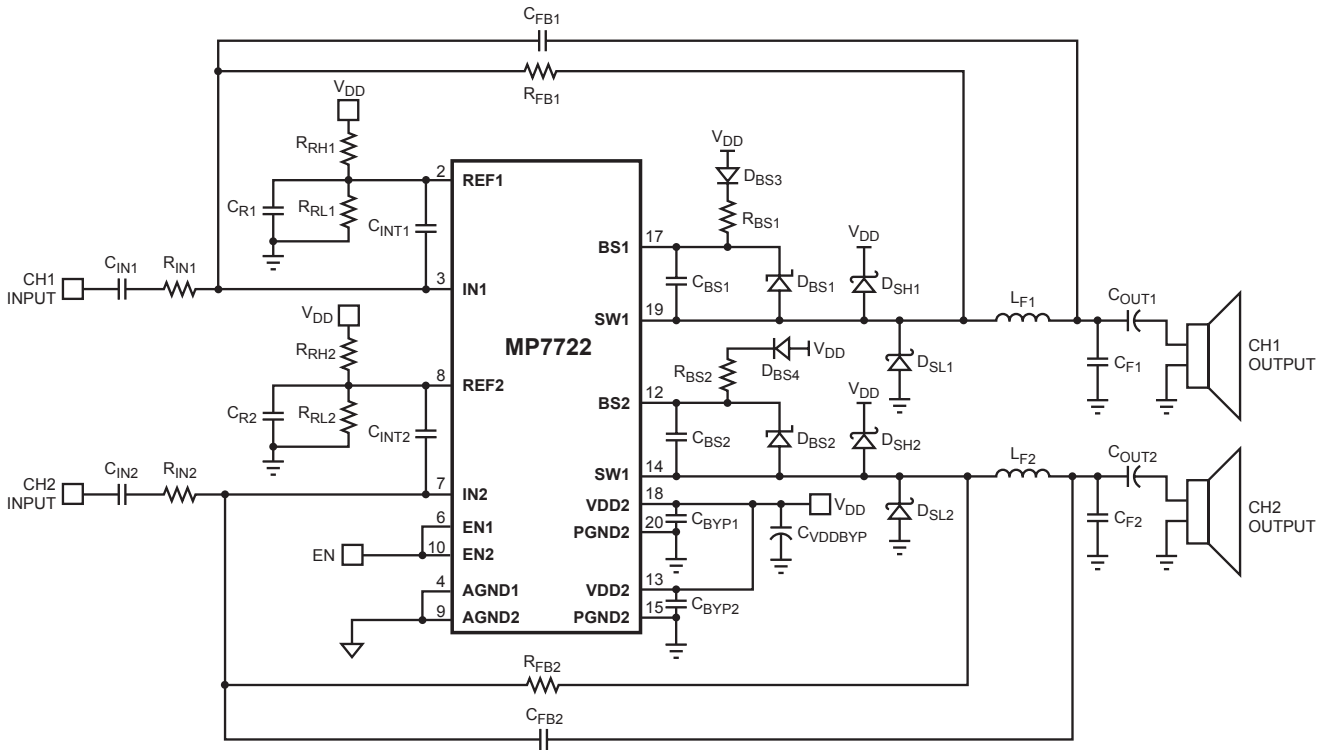 CFB1
RFB1
VDD
RRH1
CR1
RRL1
CINT1
2
REF1
CH1
INPUT
CIN1
RIN1
3
IN1
VDD
RRH2
CR2
RRL2
CINT2
8
REF2
CH2
INPUT
CIN2
RIN2
7
IN2
EN
6
EN1
10
EN2
4
AGND1
9
AGND2
MP7722
VDD
DBS3
RBS1
17
BS1
CBS1
DBS1
VDD
DSH1
19
SW1
DSL1
LF1
COUT1
CF1
CH1
OUTPUT
RBS2
DBS4
VDD
12
BS2
CBS2
DBS2
VDD
DSH2
14
SW1
DSL2
LF2
COUT2
CF2
CH2
OUTPUT
18
VDD2
CBYP1
VDD
20
PGND2
CVDDBYP
13
VDD2
15
PGND2
CBYP2
RFB2
CFB2